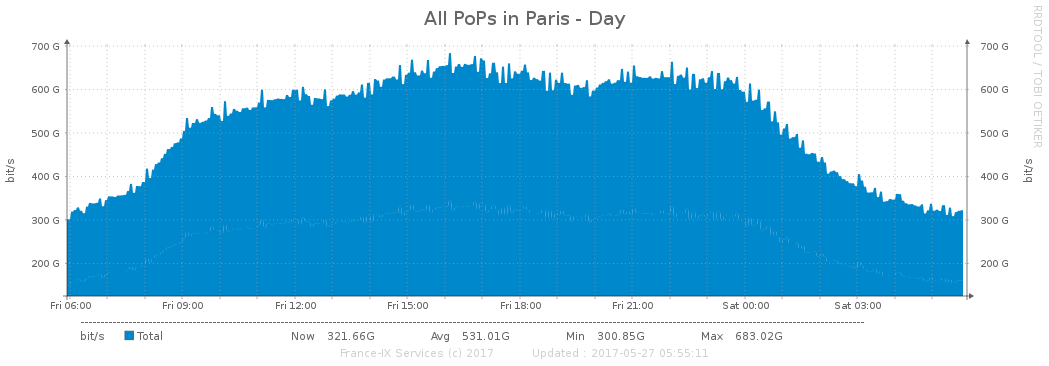 All PoPs in Paris - Day
RRDTOOL / TOBI OETIKER
bit/s
bit/s
700 G 700 G
600 G 600 G
500 G 500 G
400 G 400 G
300 G 300 G
200 G 200 G
Fri 06:00 Fri 09:00 Fri 12:00 Fri 15:00 Fri 18:00 Fri 21:00 Sat 00:00 Sat 03:00
bit/s Total Now 321.66G Avg 531.01G Min 300.85G Max 683.02G
France-IX Services (c) 2017 Updated : 2017-05-27 05:55:11